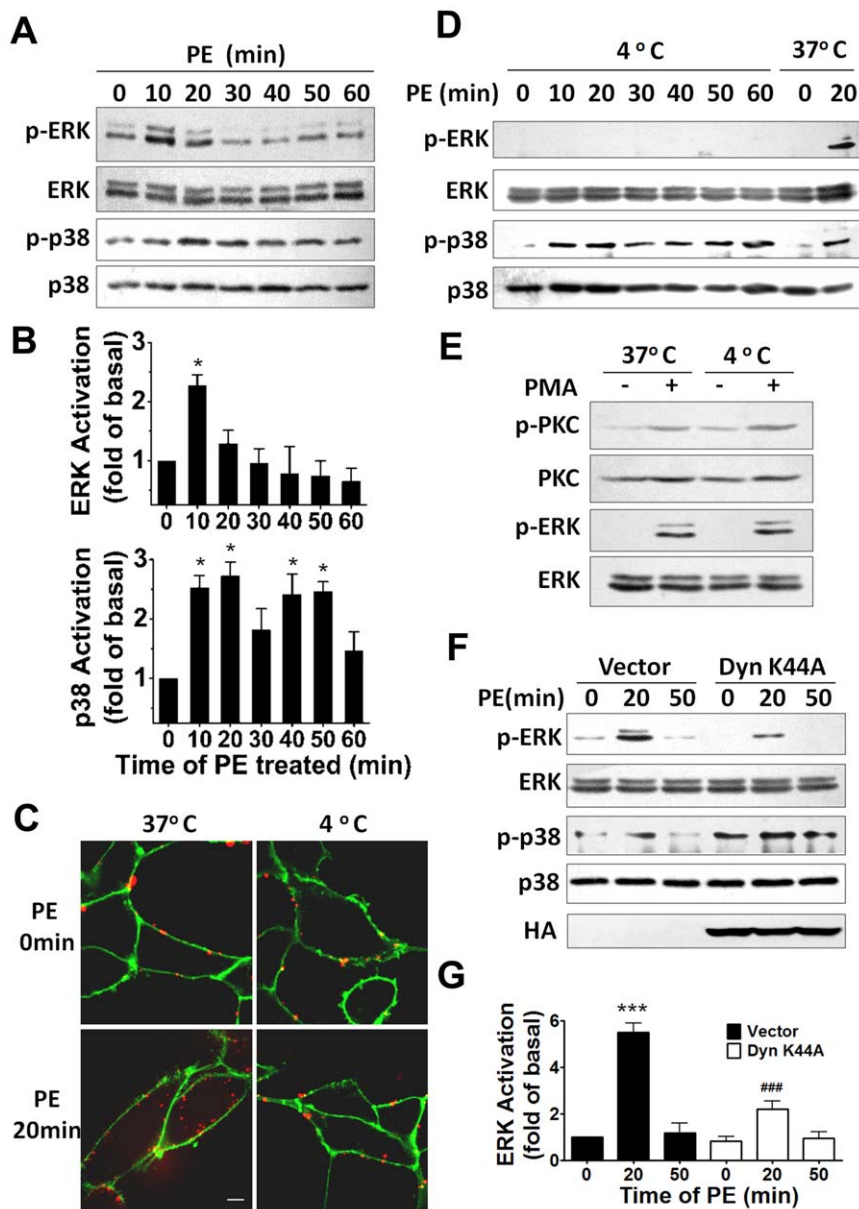 A
PE (min)
0 10 20 30 40 50 60
p-ERK
ERK
p-p38
p38
B
ERK Activation
(fold of basal)
3
2
1
*
0 10 20 30 40 50 60
p38 Activation
(fold of basal)
3
2
1
* * * *
0 10 20 30 40 50 60
Time of PE treated (min)
C
37° C 4 ° C
PE
0min
PE
20min
D
4 ° C 37° C
PE (min) 0 10 20 30 40 50 60 0 20
p-ERK
ERK
p-p38
p38
E
37° C 4 ° C
PMA - + - +
p-PKC
PKC
p-ERK
ERK
F
Vector Dyn K44A
PE(min) 0 20 50 0 20 50
p-ERK
ERK
p-p38
p38
HA
G
ERK Activation
(fold of basal)
6
4
2
0
***
###
Vector
Dyn K44A
0 20 50 0 20 50
Time of PE (min)